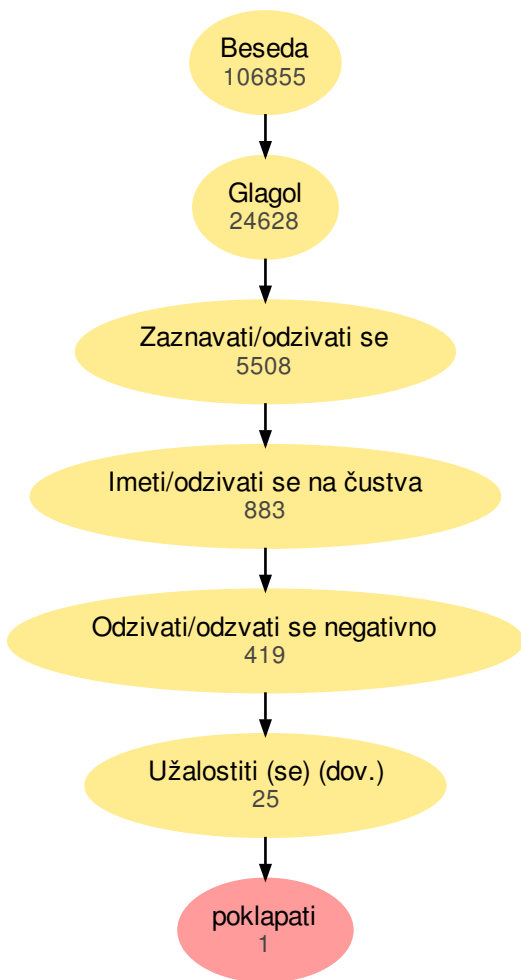 Beseda
106855
Glagol
24628
Zaznavati/odzivati se
5508
Imeti/odzivati se na čustva
883
Odzivati/odzvati se negativno
419
Užalostiti (se) (dov.)
25
poklapati
1